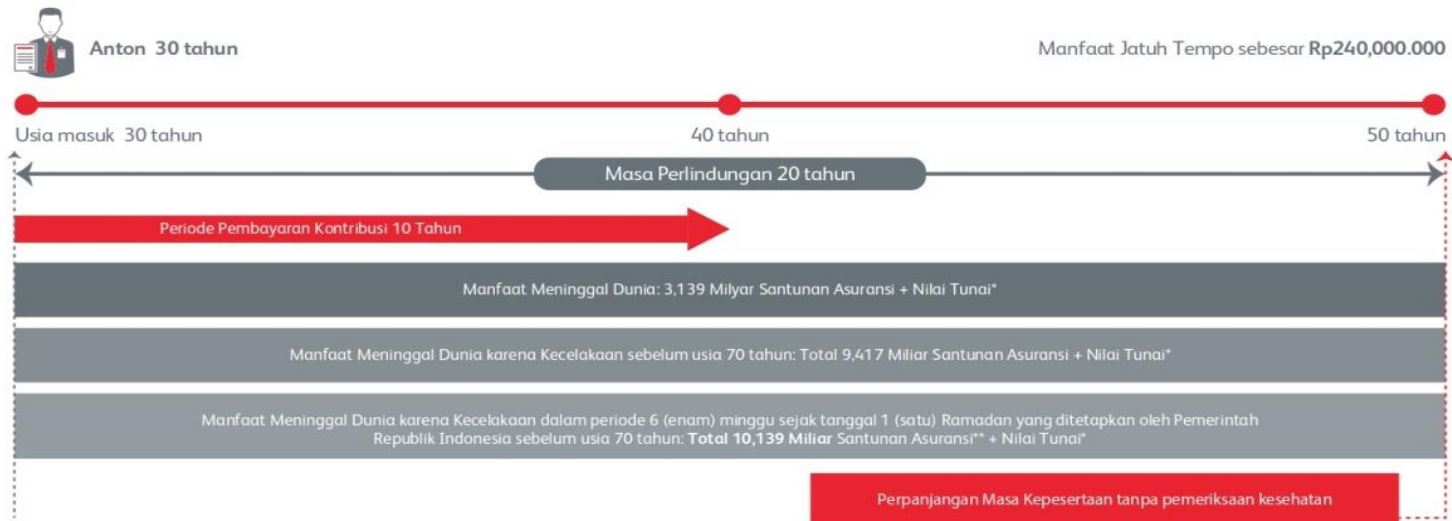 Anton 30 tahun
Manfaat Jatuh Tempo sebesar Rp240,000.000
Usia masuk 30 tahun
40 tahun
50 tahun
Masa Perlindungan 20 tahun
Periode Pembayaran Kontribusi 10 Tahun
Manfaat Meninggal Dunia: 3,139 Milyar Santunan Asuransi + Nilai Tunai*
Manfaat Meninggal Dunia karena Kecelakaan sebelum usia 70 tahun: Total 9,417 Miliar Santunan Asuransi + Nilai Tunai*
Manfaat Meninggal Dunia karena Kecelakaan dalam periode 6 (enam) minggu sejak tanggal 1 (satu) Ramadan yang ditetapkan oleh Pemerintah
Republik Indonesia sebelum usia 70 tahun: Total 10,139 Miliar Santunan Asuransi** + Nilai Tunai*
Perpanjangan Masa Kepesertaan tanpa pemeriksaan kesehatan